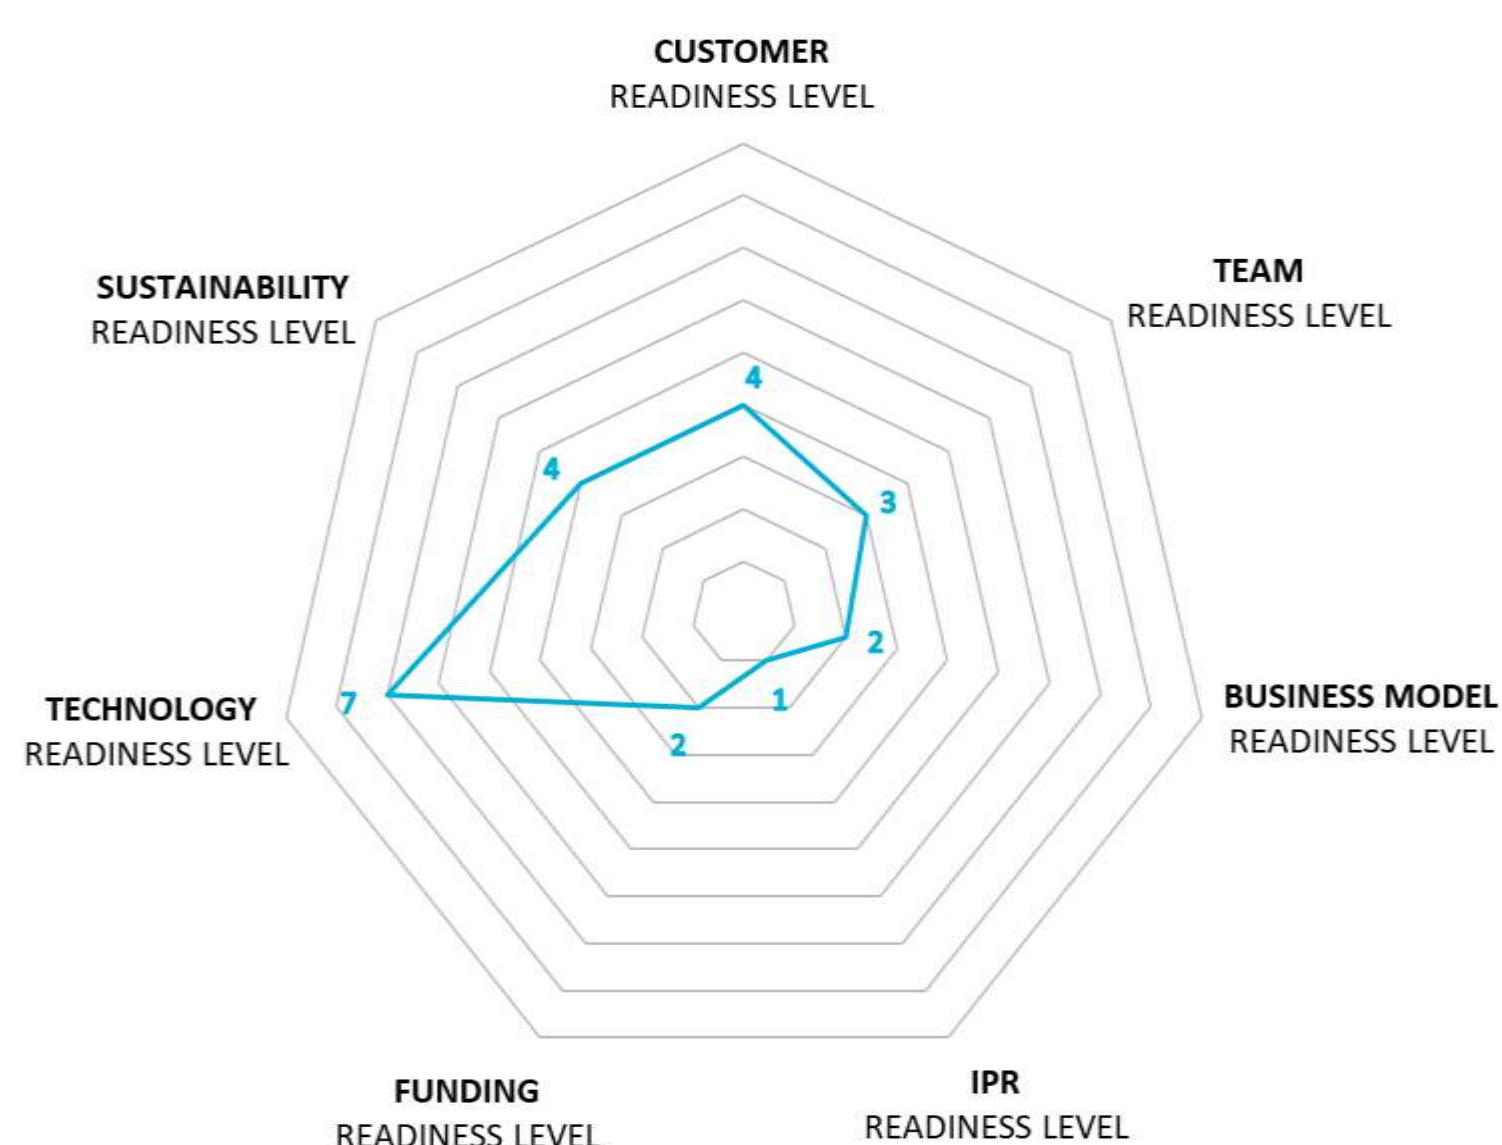 CUSTOMER
READINESS LEVEL
TEAM
READINESS LEVEL
SUSTAINABILITY
READINESS LEVEL
4
4
3
2
BUSINESS MODEL
READINESS LEVEL
TECHNOLOGY
READINESS LEVEL
7
1
2
IPR
READINESS LEVEL
FUNDING
READINESS LEVEL